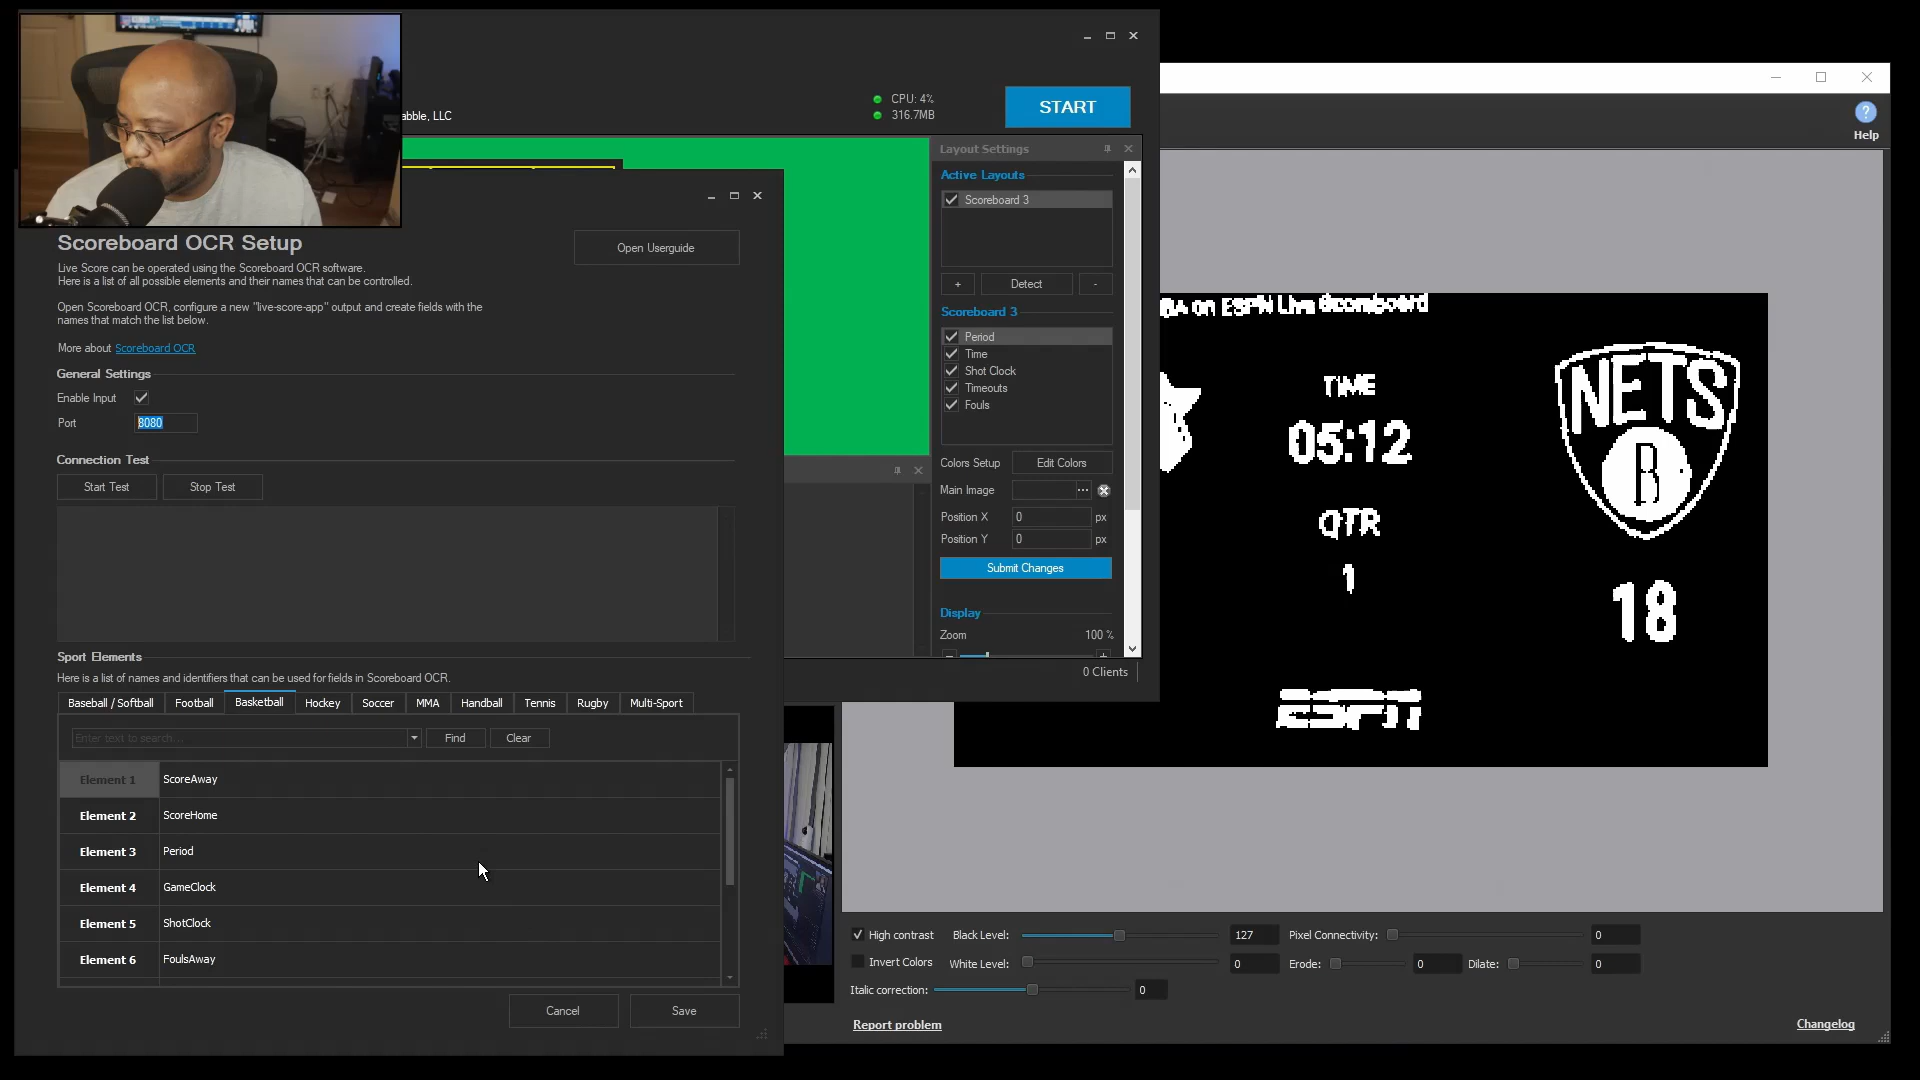 CPU: 4%
316.7MB
START
abble, LLC
Help
Layout Settings
Active Layouts
Scoreboard 3
+
Detect
-
Scoreboard 3
Period
Time
Shot Clock
Timeouts
Fouls
Colors Setup
Edit Colors
Main Image
...
Position X
0
px
Position Y
0
px
Submit Changes
Display
Zoom
100 %
0 Clients
Scoreboard OCR Setup
Open Userguide
Live Score can be operated using the Scoreboard OCR software.
Here is a list of all possible elements and their names that can be controlled.
Open Scoreboard OCR, configure a new "live-score-app" output and create fields with the
names that match the list below.
More about Scoreboard OCR
General Settings
Enable Input
Port
8080
Connection Test
Start Test
Stop Test
Sport Elements
Here is a list of names and identifiers that can be used for fields in Scoreboard OCR.
Baseball / Softball
Football
Basketball
Hockey
Soccer
MMA
Handball
Tennis
Rugby
Multi-Sport
Enter text to search...
Find
Clear
Element 1
ScoreAway
Element 2
ScoreHome
Element 3
Period
Element 4
GameClock
Element 5
ShotClock
Element 6
FoulsAway
Cancel
Save
BA on ESPN Live Scoreboard
TIME
05:12
QTR
1
NETS
B
18
ESPN
High contrast
Black Level:
127
Pixel Connectivity:
0
Invert Colors
White Level:
0
Erode:
0
Dilate:
0
Italic correction:
0
Report problem
Changelog